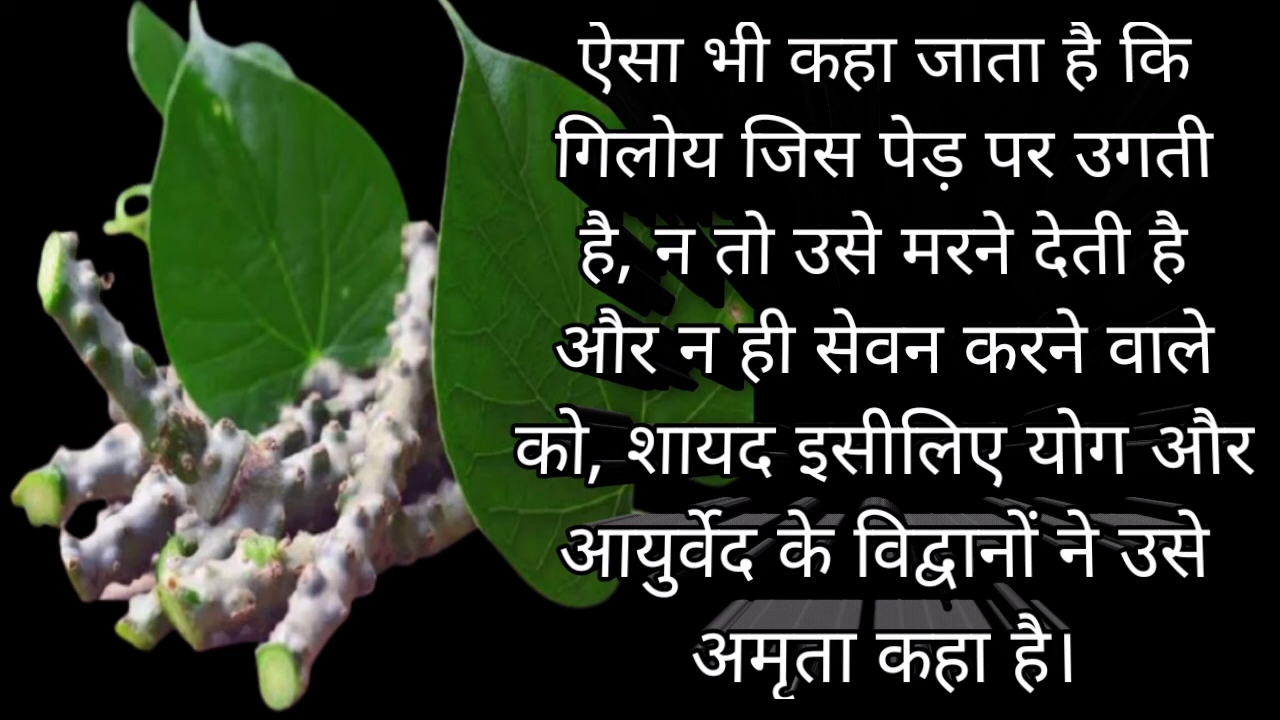 ऐसा भी कहा जाता है कि
गिलोय जिस पेड़ पर उगती
है, न तो उसे मरने देती है
और न ही सेवन करने वाले
को, शायद इसीलिए योग और
आयुर्वेद के विद्वानों ने उसे
अमृता कहा है।